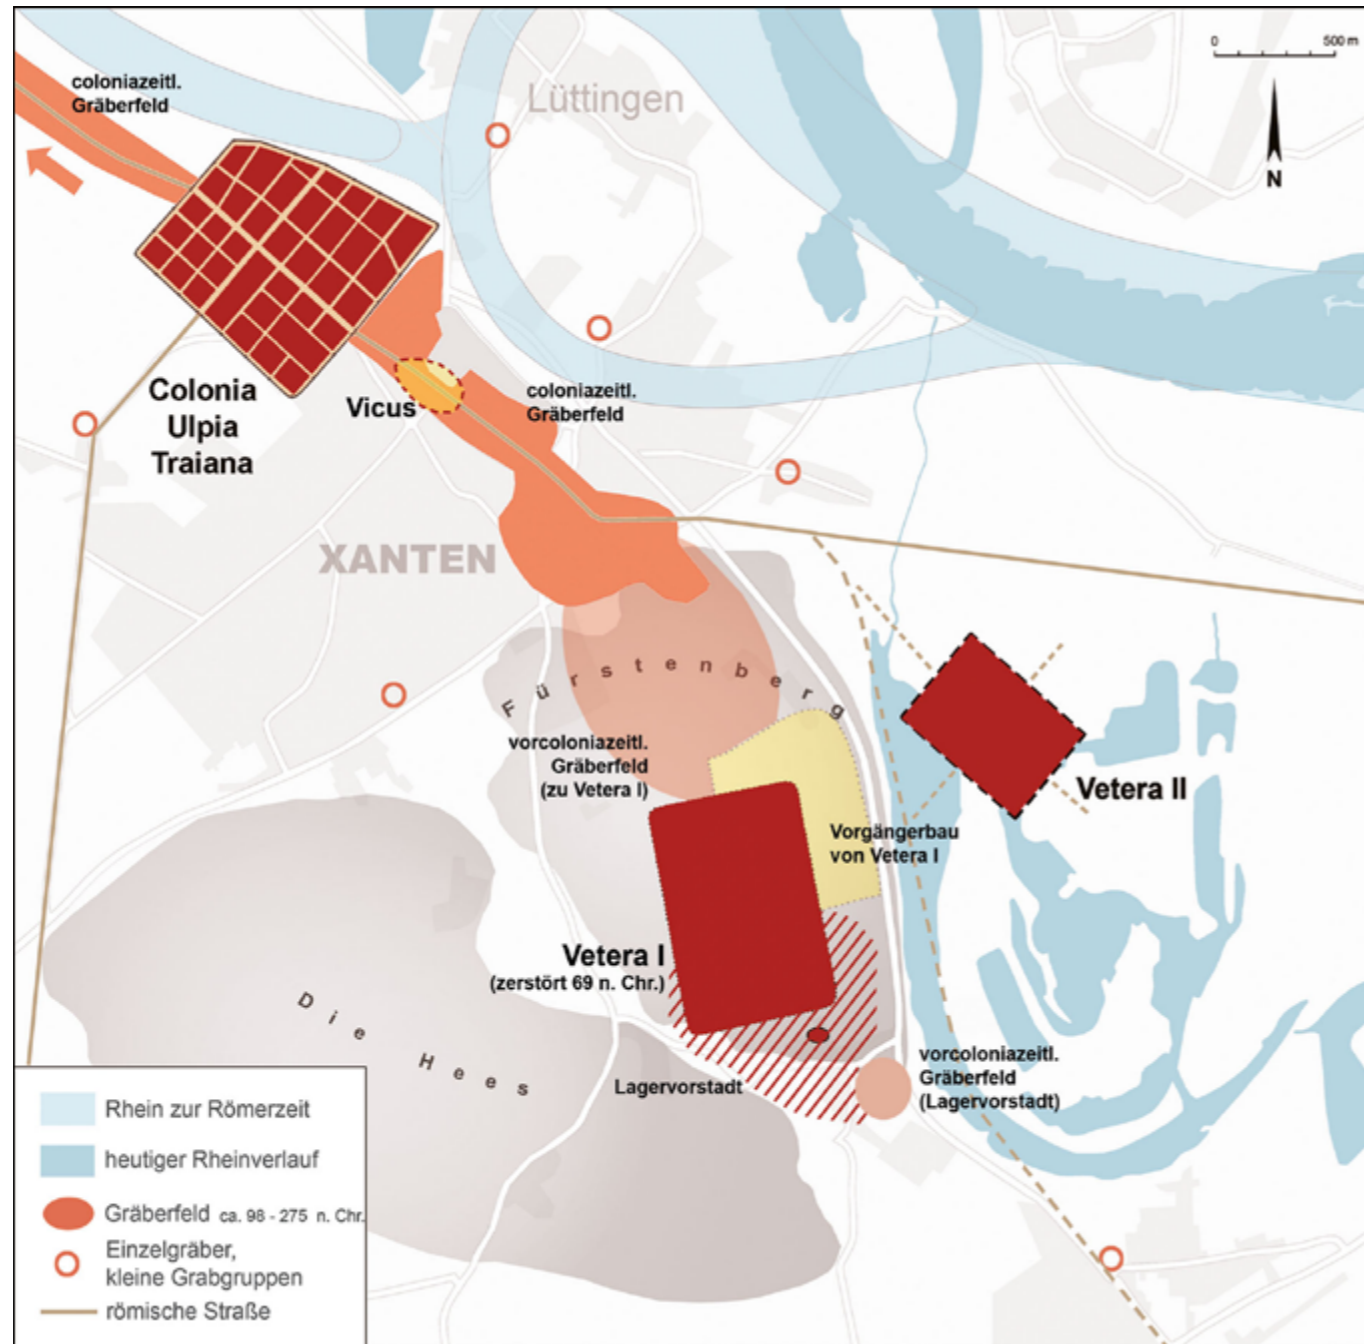 0 500 m
N
coloniazeitl.
Gräberfeld
Lüttingen
Colonia
Ulpia
Traiana
Vicus
coloniazeitl.
Gräberfeld
XANTEN
Fürstenberg
vorcoloniazeitl.
Gräberfeld
(zu Vetera I)
Vetera II
Vorgängerbau
von Vetera I
Vetera I
(zerstört 69 n. Chr.)
Die Hees
Lagervorstadt
vorcoloniazeitl.
Gräberfeld
(Lagervorstadt)
Rhein zur Römerzeit
heutiger Rheinverlauf
Gräberfeld ca. 98 - 275 n. Chr.
Einzelgräber,
kleine Grabgruppen
römische Straße